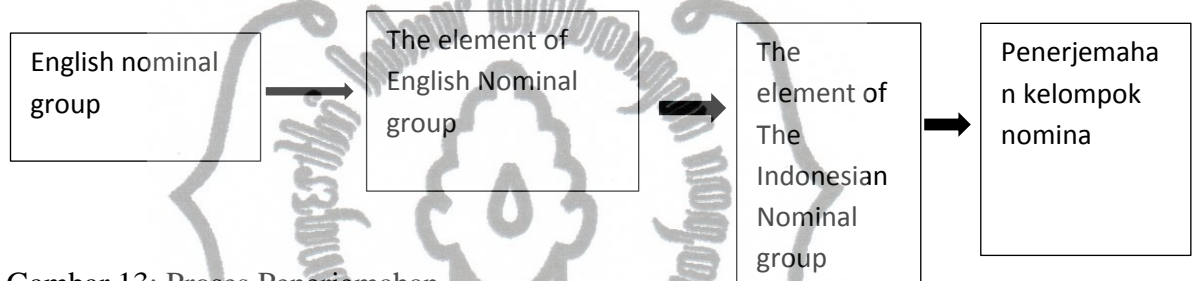 English nominal
group
The element of
English Nominal
group
The
element of
The
Indonesian
Nominal
group
Penerjemaha
n kelompok
nomina
Gambar 13: Proses Penerjemahan